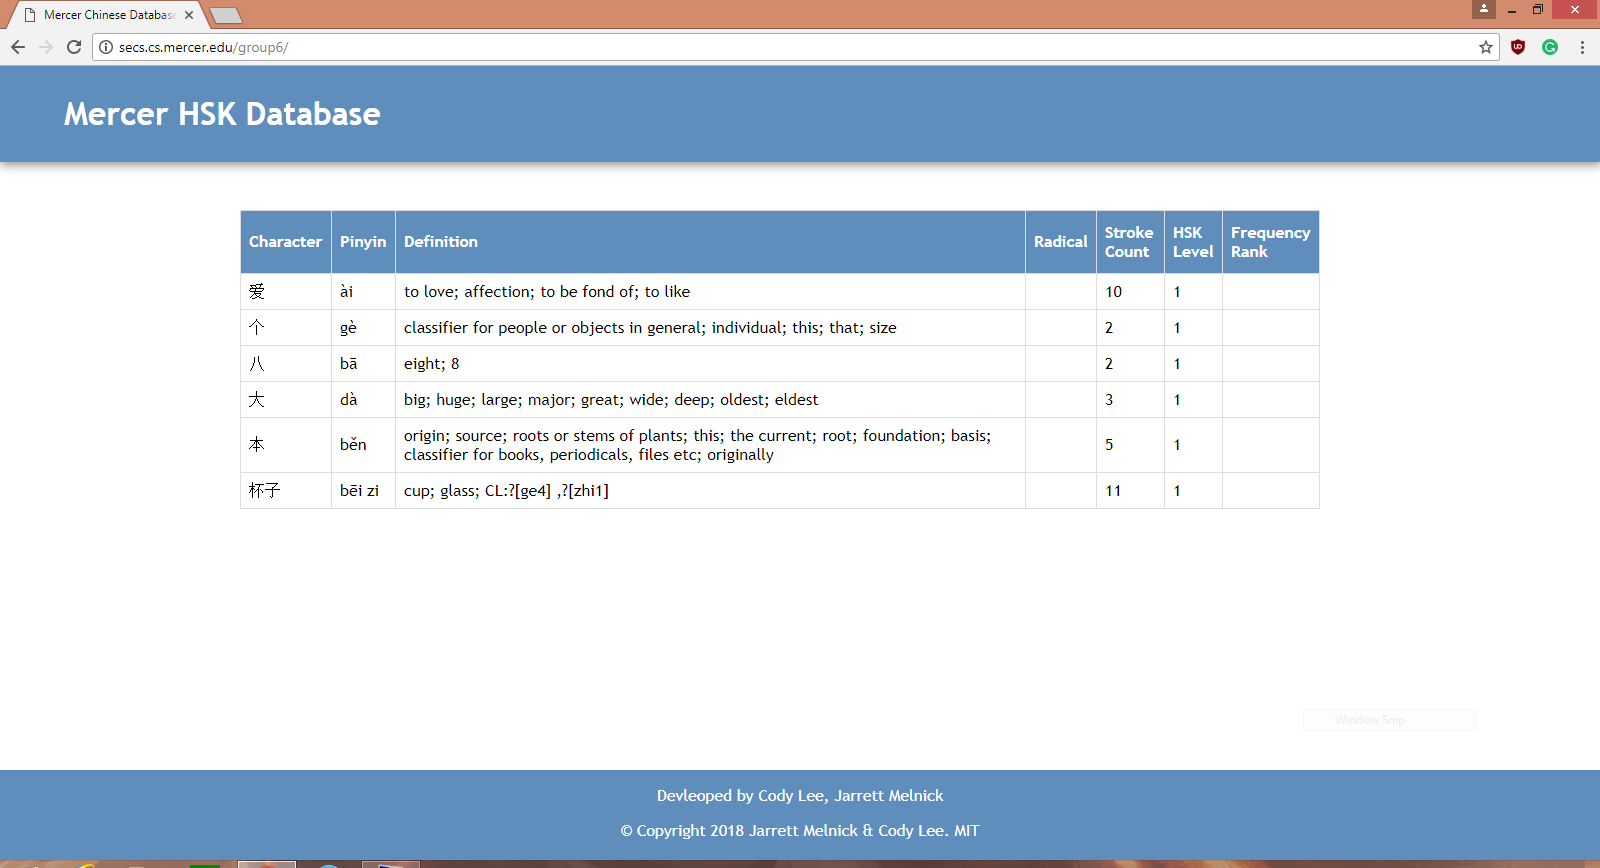 Mercer Chinese Databas
secs.cs.mercer.edu/group6/
Mercer HSK Database
Character Pinyin Definition Radical Stroke Count HSK Level Frequency Rank
爱 ài to love; affection; to be fond of; to like 10 1
个 gè classifier for people or objects in general; individual; this; that; size 2 1
八 bā eight; 8 2 1
大 dà big; huge; large; major; great; wide; deep; oldest; eldest 3 1
本 běn origin; source; roots or stems of plants; this; the current; root; foundation; basis;
classifier for books, periodicals, files etc; originally 5 1
杯子 bēi zi cup; glass; CL:?[ge4] ,?[zhi1] 11 1
Window Snip
Devleoped by Cody Lee, Jarrett Melnick
© Copyright 2018 Jarrett Melnick & Cody Lee. MIT